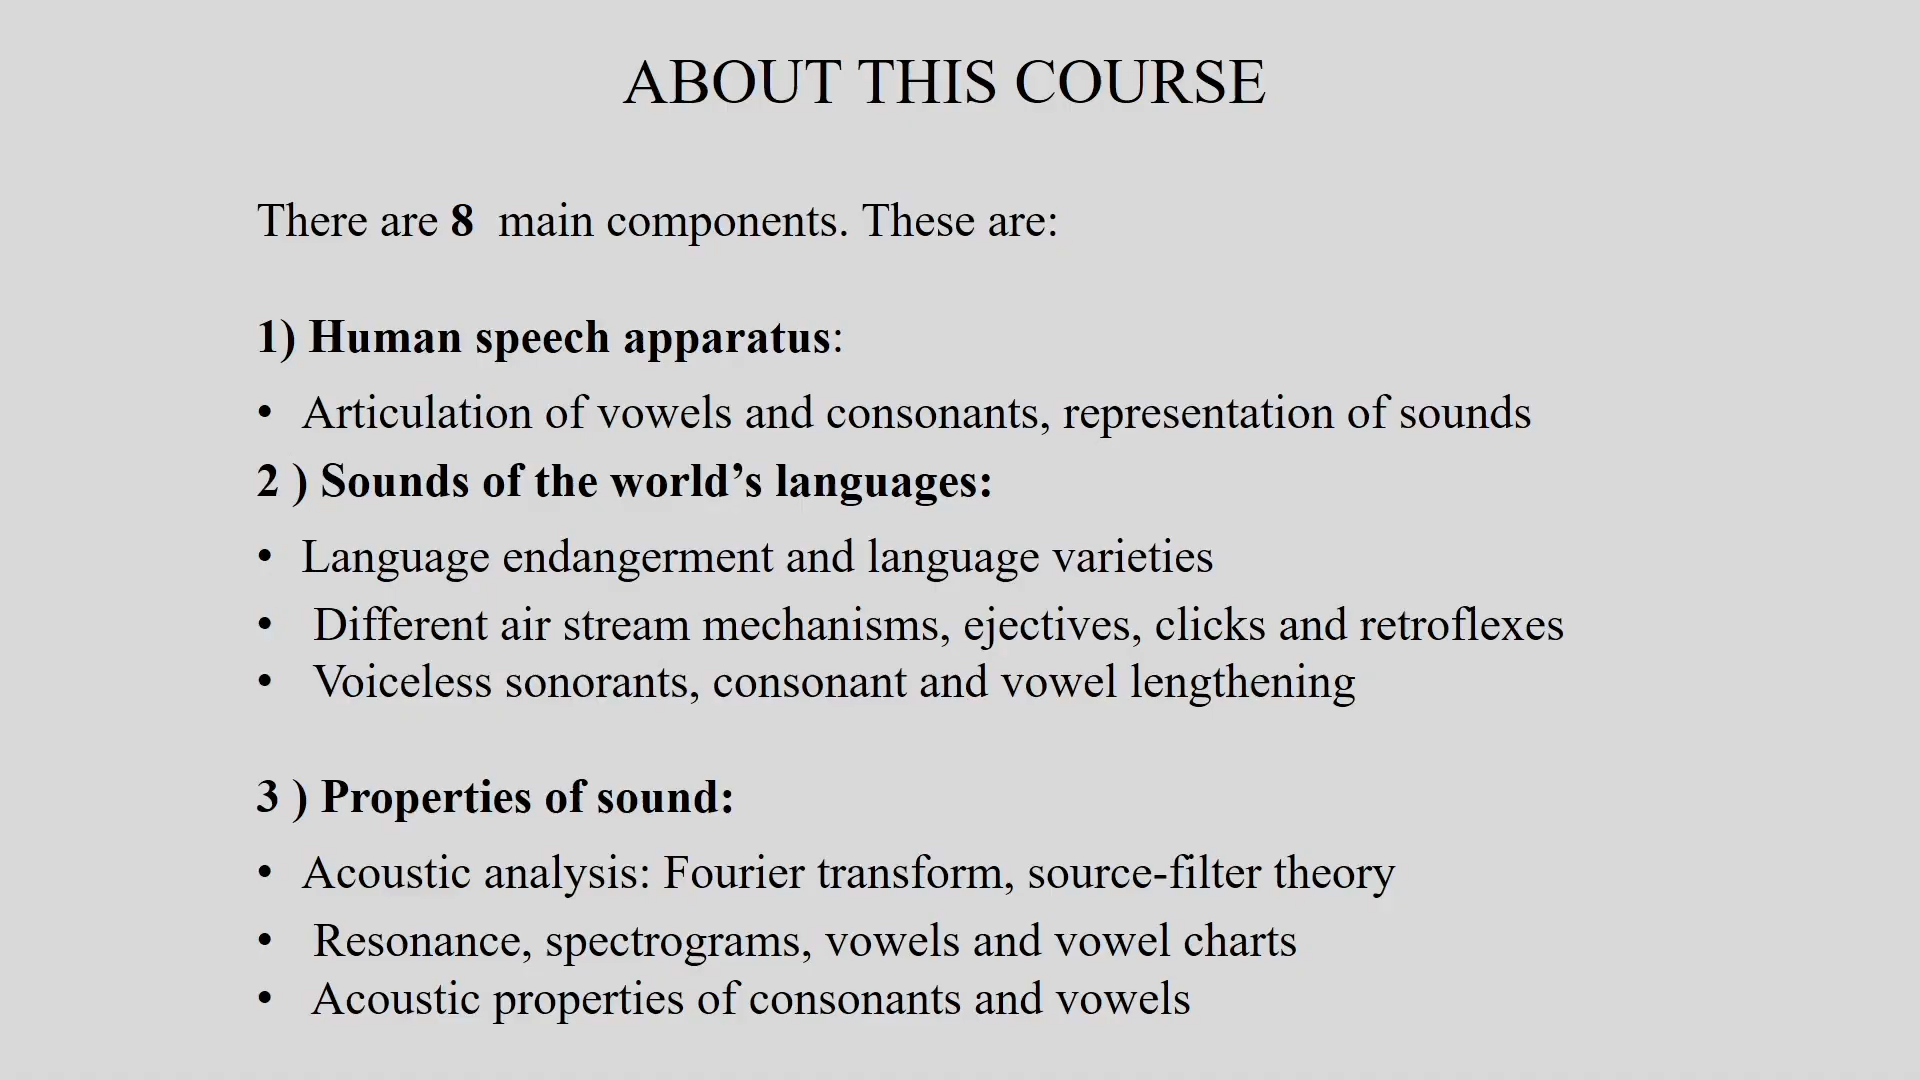 ABOUT THIS COURSE
There are 8 main components. These are:
1) Human speech apparatus:
• Articulation of vowels and consonants, representation of sounds
2 ) Sounds of the world’s languages:
• Language endangerment and language varieties
• Different air stream mechanisms, ejectives, clicks and retroflexes
• Voiceless sonorants, consonant and vowel lengthening
3 ) Properties of sound:
• Acoustic analysis: Fourier transform, source-filter theory
• Resonance, spectrograms, vowels and vowel charts
• Acoustic properties of consonants and vowels